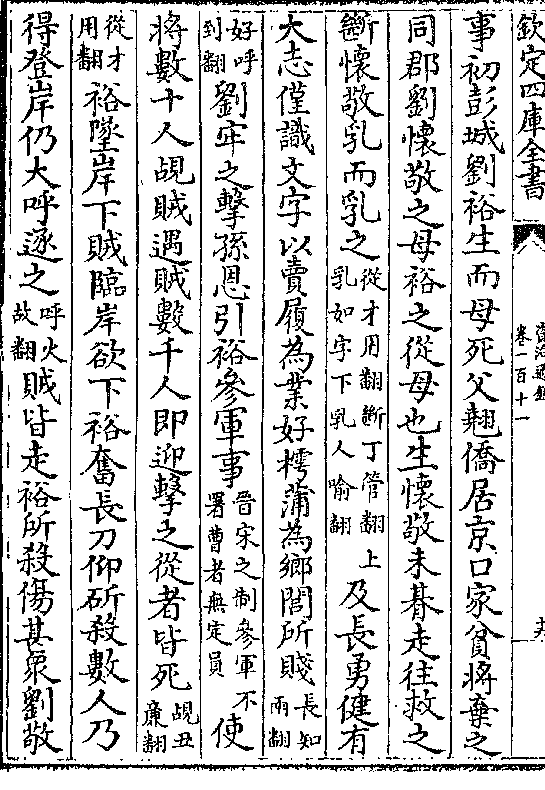 欽定四庫全書
資治通鑑
卷一百十一
事初彭城劉裕生而母死父翹僑居京口家貧將棄之
同郡劉懷敬之母裕之從母也生懷敬未朞走往救之
斷懷敬乳而乳之從才用翻斷丁管翻上乳如字下乳人喻翻及長勇健有
大志僅識文字以賣履為業好樗蒲為鄉閭所賤長知兩翻
好呼到翻劉牢之擊孫恩引裕參軍事晉宋之制參軍不署曹者無定員使
將數十人覘賊遇賊數千人即迎擊之從者皆死覘丑廉翻
從才用翻裕墜岸下賊臨岸欲下裕奮長刀仰斫殺數人乃
得登岸仍大呼逐之呼火故翻賊皆走裕所殺傷甚衆劉敬